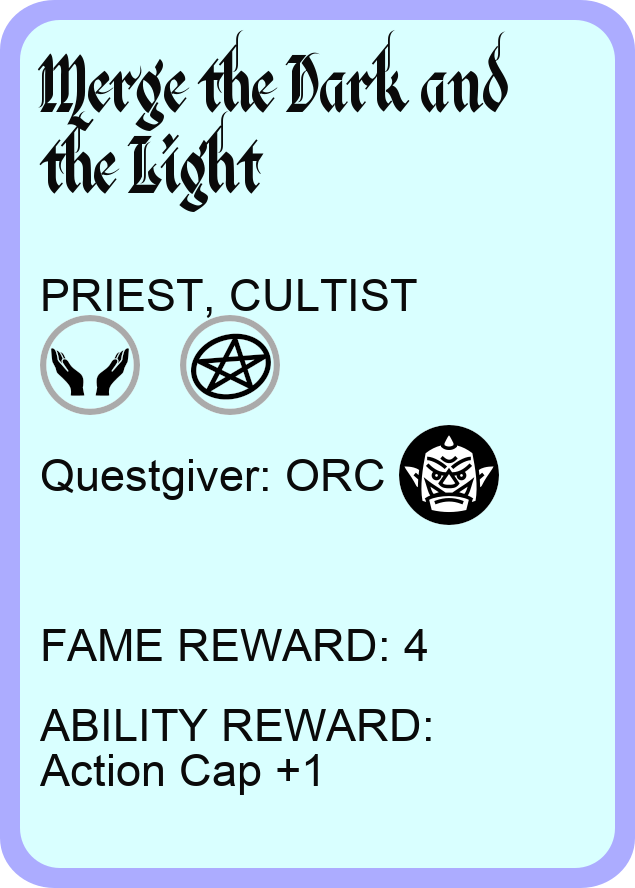 Merge the Dark and
the Light
PRIEST, CULTIST
Questgiver: ORC
FAME REWARD: 4
ABILITY REWARD:
Action Cap +1